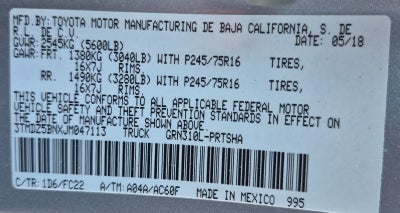 MFD.BY:TOYOTA MOTOR MANUFACTURING DE BAJA CALIFORNIA, S. DE
R.L. DE C.V. DATE: 05/18
GVWR:2545KG (5600LB)
GAWR:FRT. 1380KG (3040LB) WITH P245/75R16 TIRES,
16X7J RIMS
RR. 1490KG (3280LB) WITH P245/75R16 TIRES,
16X7J RIMS
THIS VEHICLE CONFORMS TO ALL APPLICABLE FEDERAL MOTOR
VEHICLE SAFETY AND THEFT PREVENTION STANDARDS IN EFFECT ON
THE DATE OF MANUFACTURE SHOWN ABOVE.
3TMDZ5BNXJM047113 TRUCK GRN310L-PRTSHA
C/TR:1D6/FC22 A/TM:A04A/AC60F MADE IN MEXICO 995